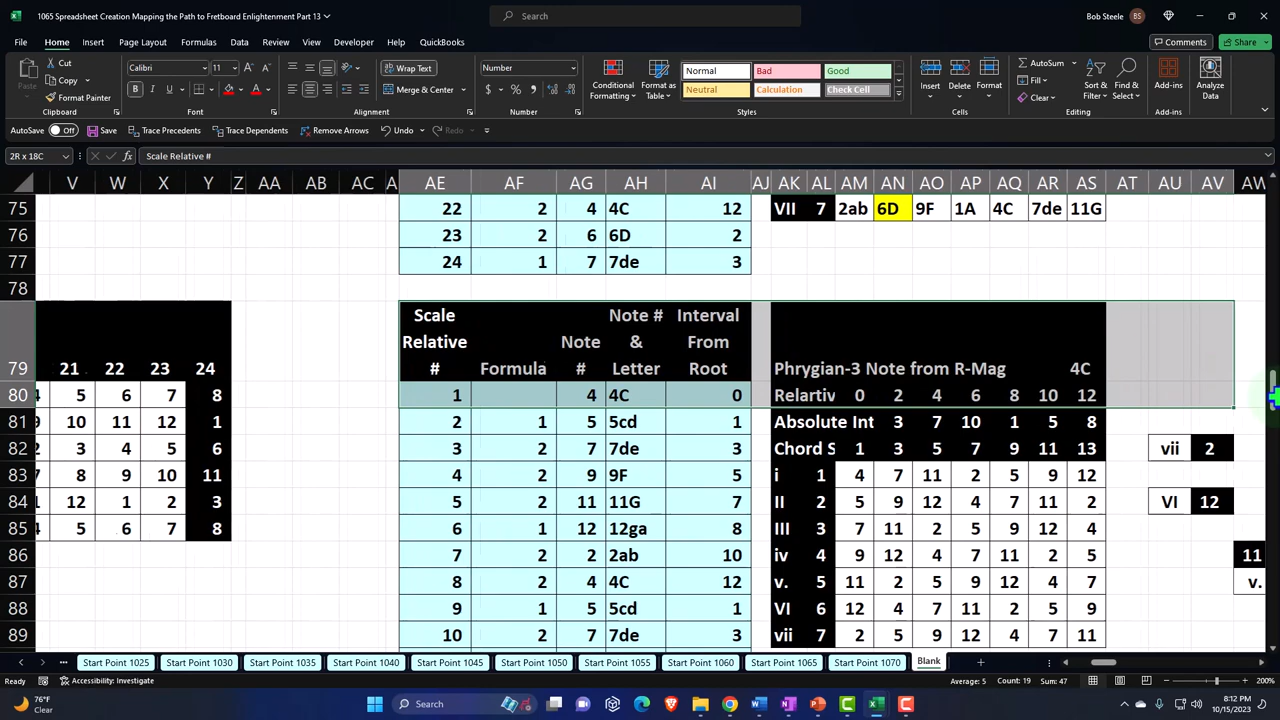 1065 Spreadsheet Creation Mapping the Path to Fretboard Enlightenment Part 13
Search
Bob Steele BS
File Home Insert Draw Page Layout Formulas Data Review View Developer Help QuickBooks
Comments Share
Cut
Copy
Paste
Format Painter
Calibri 11
Wrap Text
Merge & Center
Number
Conditional Formatting
Format as Table
Normal Bad Good
Neutral Calculation Check Cell
Insert Delete Format
AutoSum
Fill
Clear
Sort & Filter
Find & Select
Add-ins
Analyze Data
Clipboard Font Alignment Number Styles Cells Editing Add-ins
AutoSave Off Save Trace Precedents Trace Dependents Remove Arrows Undo Redo
2R x 18C fx Scale Relative #
V W X Y Z AA AB AC AE AF AG AH AI AJ AK AL AM AN AO AP AQ AR AS AT AU AV AW
75 22 2 4 4C 12 VII 7 2ab 6D 9F 1A 4C 7de 11G
76 23 2 6 6D 2
77 24 1 7 7de 3
78
79 21 22 23 24 Scale Relative # Formula Note # Note # & Letter Interval From Root Phrygian-3 Note from R-Mag 4C
80 5 6 7 8 1 4 4C 0 Relartiv 0 2 4 6 8 10 12
81 10 11 12 1 2 1 5 5cd 1 Absolute Int 3 7 10 1 5 8
82 3 4 5 6 3 2 7 7de 3 Chord S 1 3 5 7 9 11 13 vii 2
83 8 9 10 11 4 2 9 9F 5 i 1 4 7 11 2 5 9 12
84 12 1 2 3 5 2 11 11G 7 II 2 5 9 12 4 7 11 2 VI 12
85 5 6 7 8 6 1 12 12ga 8 III 3 7 11 2 5 9 12 4
86 7 2 2 2ab 10 iv 4 9 12 4 7 11 2 5 11
87 8 2 4 4C 12 v. 5 11 2 5 9 12 4 7 v.
88 9 1 5 5cd 1 VI 6 12 4 7 11 2 5 9
89 10 2 7 7de 3 vii 7 2 5 9 12 4 7 11
Start Point 1025 Start Point 1030 Start Point 1035 Start Point 1040 Start Point 1045 Start Point 1050 Start Point 1055 Start Point 1060 Start Point 1065 Start Point 1070 Blank
Ready Accessibility: Investigate Average: 5 Count: 19 Sum: 47 200%
76°F
Clear
Search
8:12 PM
10/15/2023